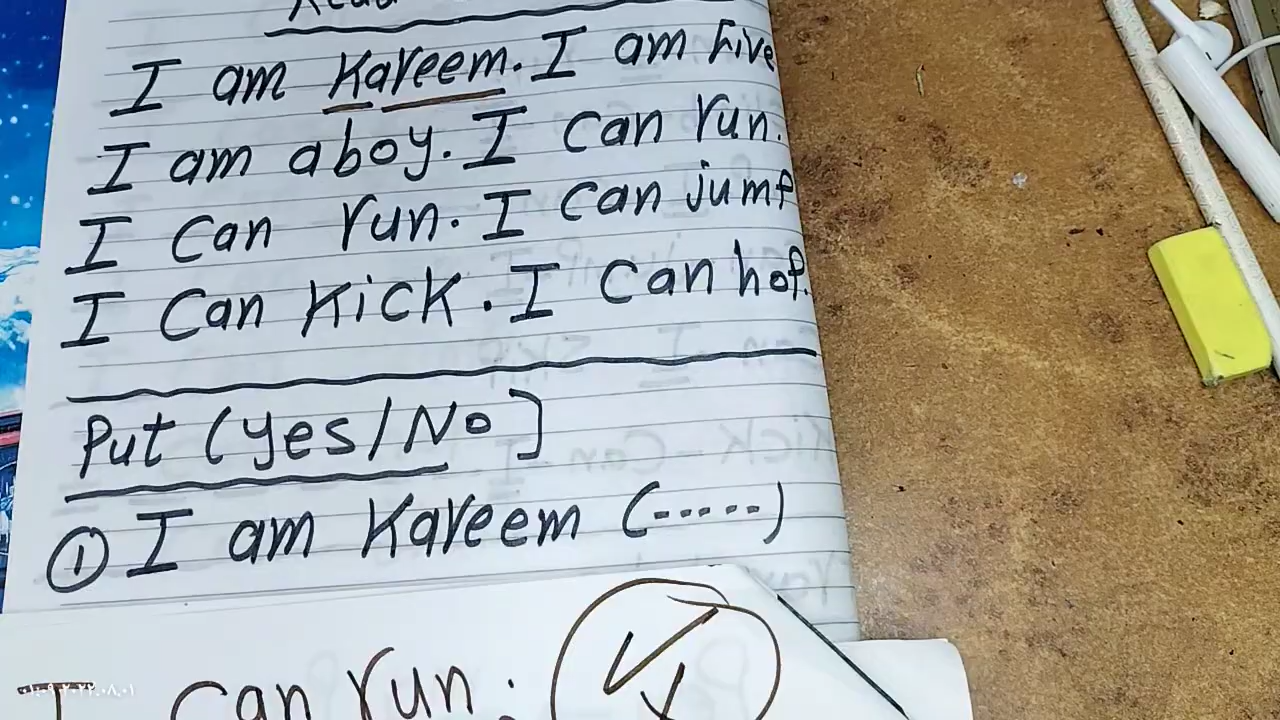 Read
I am Kareem. I am Five
I am a boy. I can run.
I can run. I can jump
I can kick. I can hop.
Put (yes/No]
① I am Kareem (.....)
I can run.